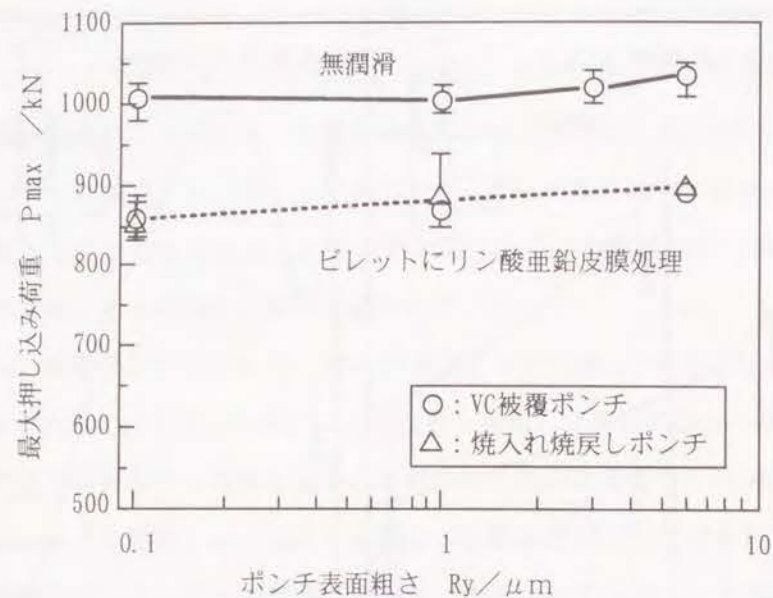 最大押し込み荷重 Pmax ／kN
1100
1000
900
800
700
600
500
無潤滑
ビレットにリン酸亜鉛皮膜処理
○：VC被覆ポンチ
△：焼入れ焼戻しポンチ
0.1
1
10
ポンチ表面粗さ Ry／μm